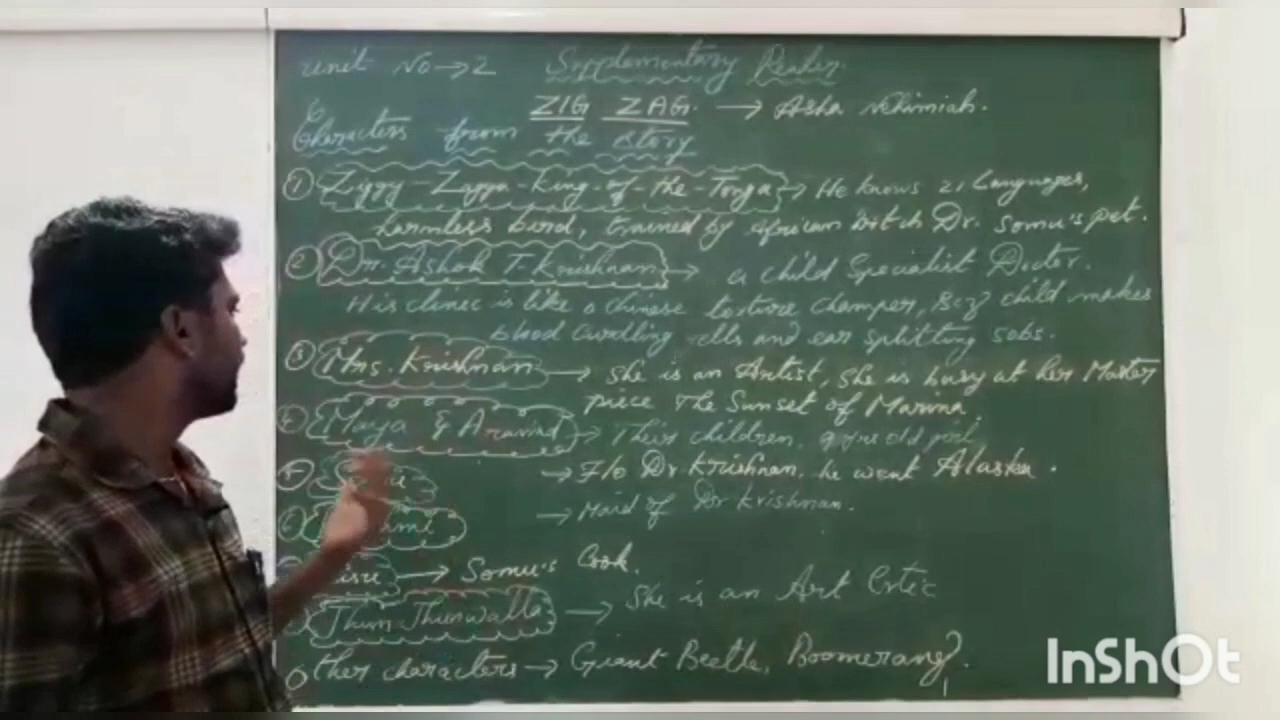 Unit No → 2 Supplementary Reader.
ZIG ZAG. → Asha Nehimiah.
Characters from the story
① Ziggy-Zagga-King-of-the-Tonga → He knows 21 Languages,
harmless bird, trained by African Witch Dr. Somu's pet.
② Dr. Ashok T. Krishnan → a child Specialist Doctor.
His clinic is like a chinese torture Champer, Bcz child makes
blood curdling yells and ear splitting sobs.
③ Mrs. Krishnan → She is an Artist, She is busy at her Master
piece The Sunset of Marina.
Maya & Aravind → Their children, old girl
→ F/o Dr Krishnan. he went Alaska.
→ Maid of Dr Krishnan.
→ Somu's Cook.
Thunthunwalla → She is an Art Critic
Other characters → Giant Beetle, Boomerang.
InShOt